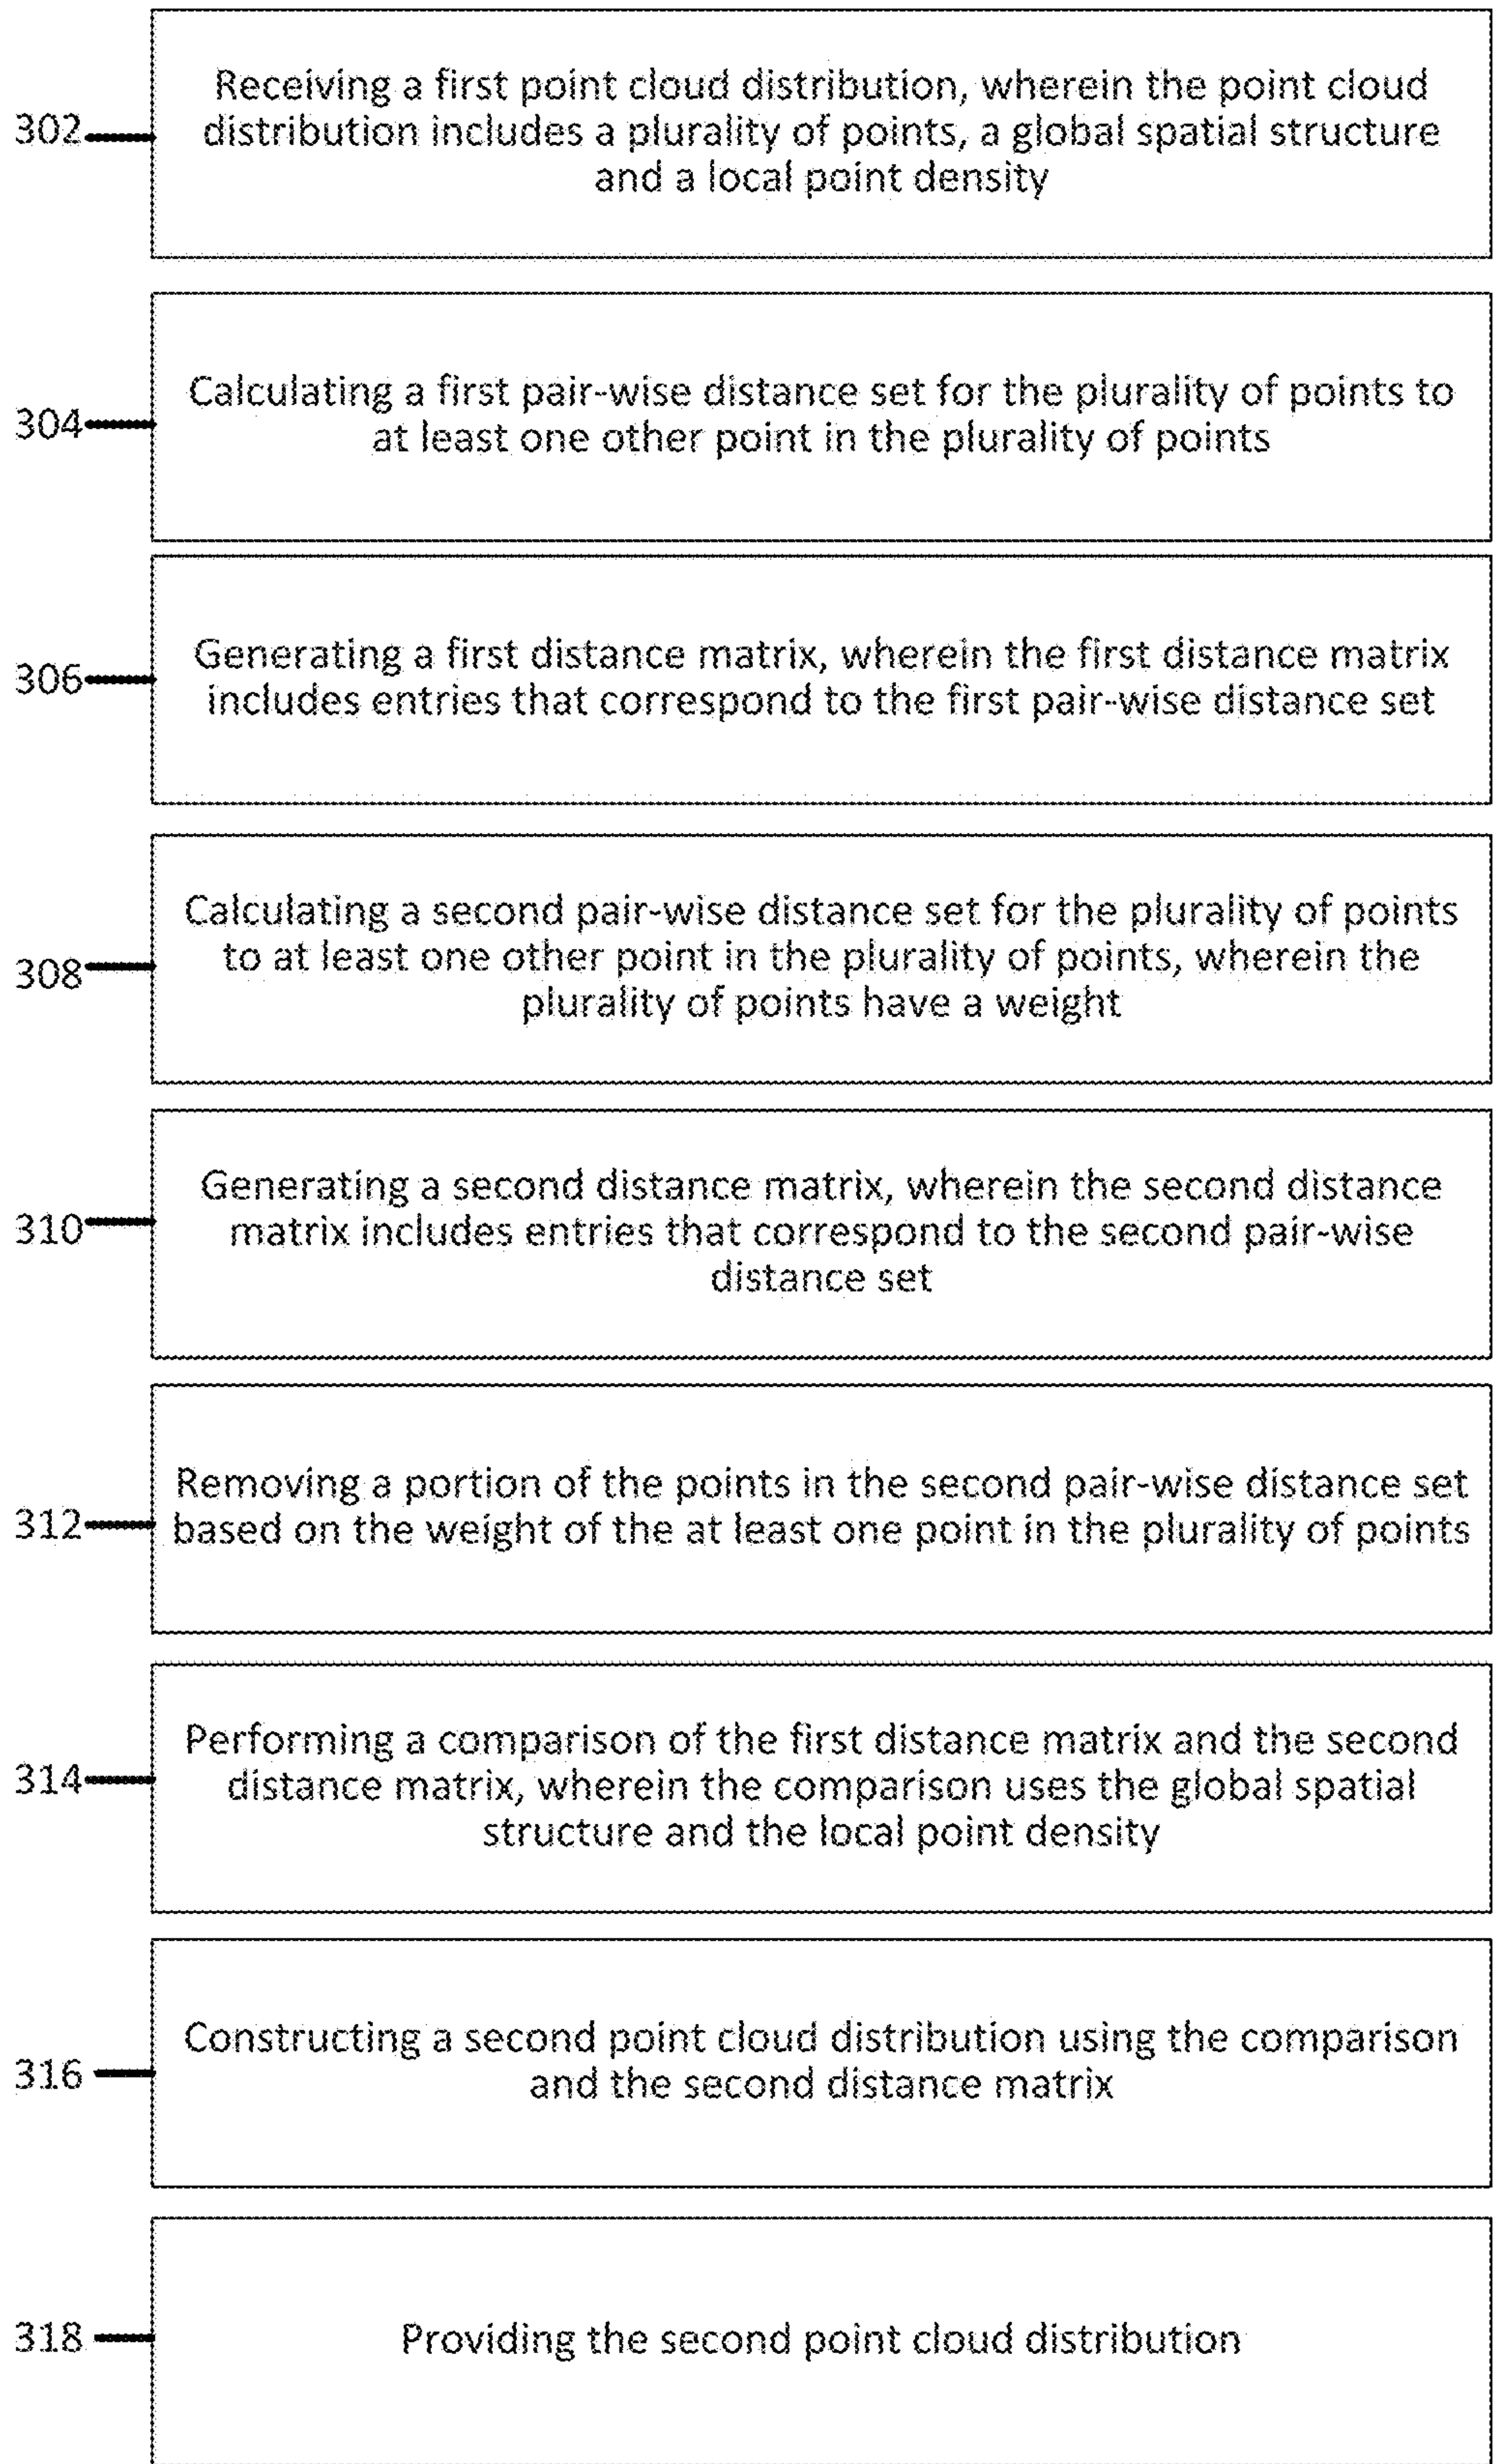 Receiving a first point cloud distribution, wherein the point cloud
302 distribution includes a plurality of points, a global spatial structure
and a local point density
Calculating a first pair-wise distance set for the plurality of points to
304 at least one other point in the plurality of points
Generating a first distance matrix, wherein the first distance matrix
306 includes entries that correspond to the first pair-wise distance set
Calculating a second pair-wise distance set for the plurality of points
308 to at least one other point in the plurality of points, wherein the
plurality of points have a weight
Generating a second distance matrix, wherein the second distance
310 matrix includes entries that correspond to the second pair-wise
distance set
Removing a portion of the points in the second pair-wise distance set
312 based on the weight of the at least one point in the plurality of points
Performing a comparison of the first distance matrix and the second
314 distance matrix, wherein the comparison uses the global spatial
structure and the local point density
Constructing a second point cloud distribution using the comparison
316 and the second distance matrix
318 Providing the second point cloud distribution